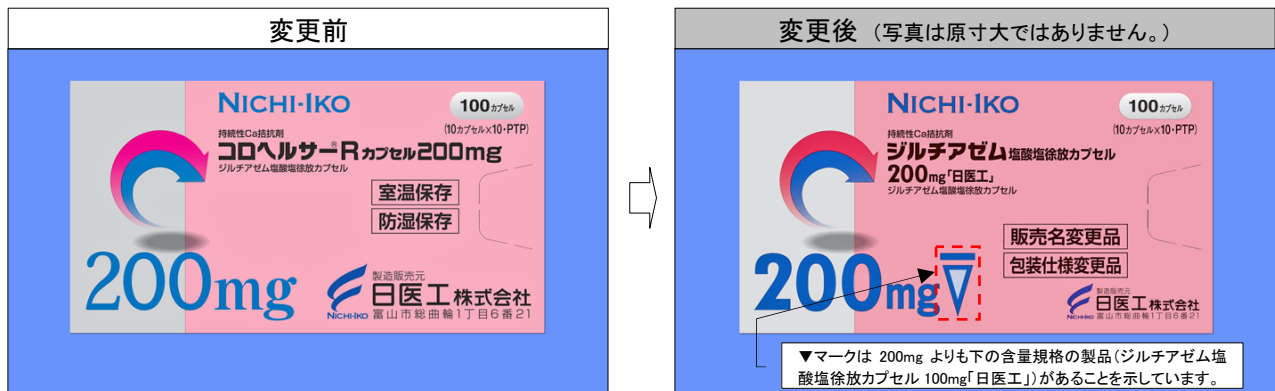 変更前
NICHI-IKO
100カプセル
(10カプセル×10・PTP)
持続性Ca拮抗剤
コロヘルサー®Rカプセル200mg
ジルチアゼム塩酸塩徐放カプセル
室温保存
防湿保存
200mg
製造販売元
日医工株式会社
NICHI-IKO 富山市総曲輪1丁目6番21
変更後 (写真は原寸大ではありません。)
NICHI-IKO
100カプセル
(10カプセル×10・PTP)
持続性Ca拮抗剤
ジルチアゼム塩酸塩徐放カプセル
200mg「日医工」
ジルチアゼム塩酸塩徐放カプセル
販売名変更品
包装仕様変更品
200mg▽
製造販売元
日医工株式会社
NICHI-IKO 富山市総曲輪1丁目6番21
▼マークは 200mg よりも下の含量規格の製品(ジルチアゼム塩
酸塩徐放カプセル 100mg「日医工」)があることを示しています。